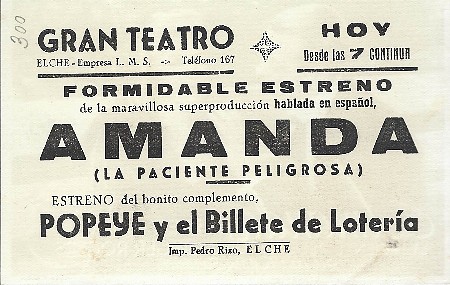 300
GRAN TEATRO
ELCHE - Empresa L. M. S. -:- Teléfono 167
HOY
Desde las 7 CONTINUA
FORMIDABLE ESTRENO
de la maravillosa superproducción hablada en español,
AMANDA
(LA PACIENTE PELIGROSA)
ESTRENO del bonito complemento,
POPEYE y el Billete de Lotería
Imp. Pedro Rizo, ELCHE